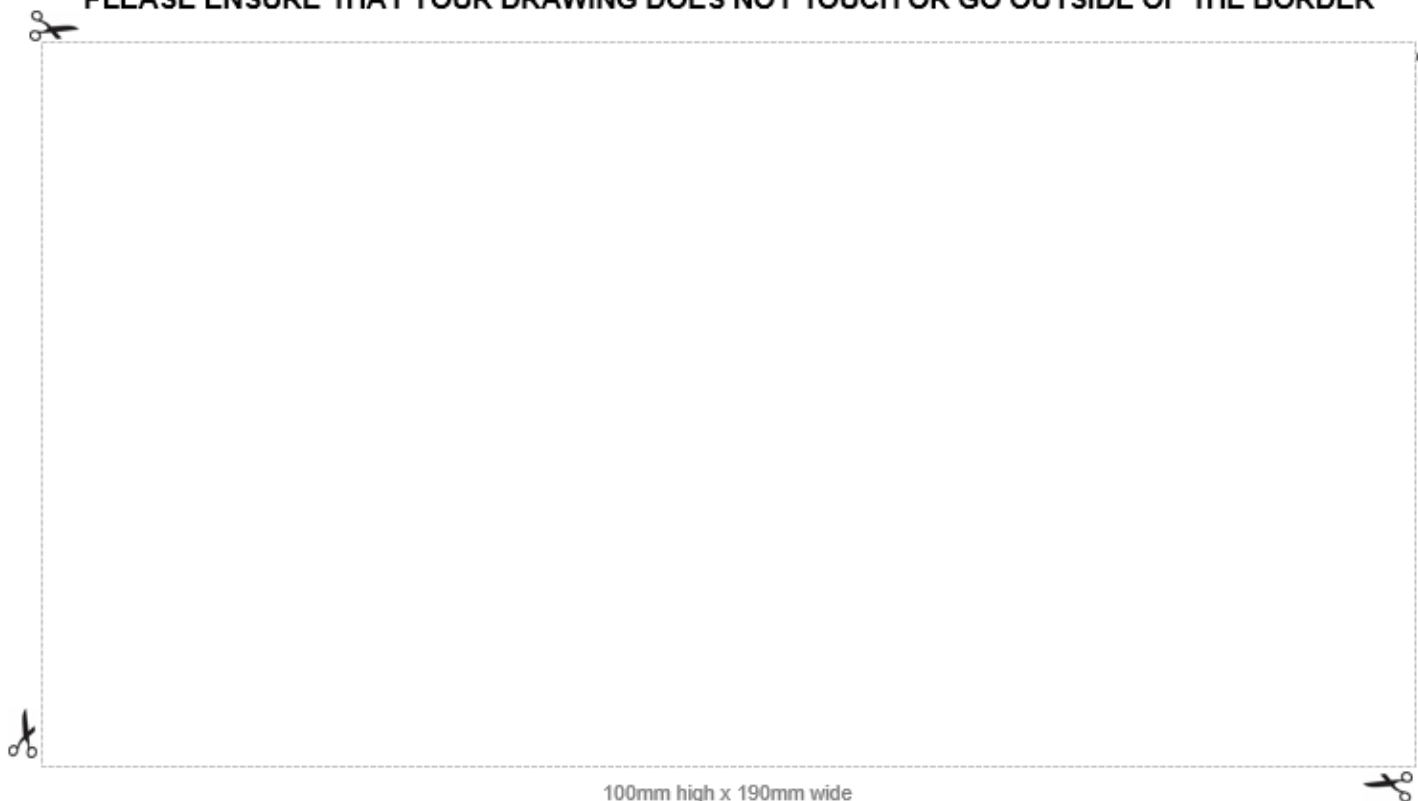 PLEASE ENSURE THAT YOUR DRAWING DOES NOT TOUCH OR GO OUTSIDE OF THE BORDER
100mm high x 190mm wide